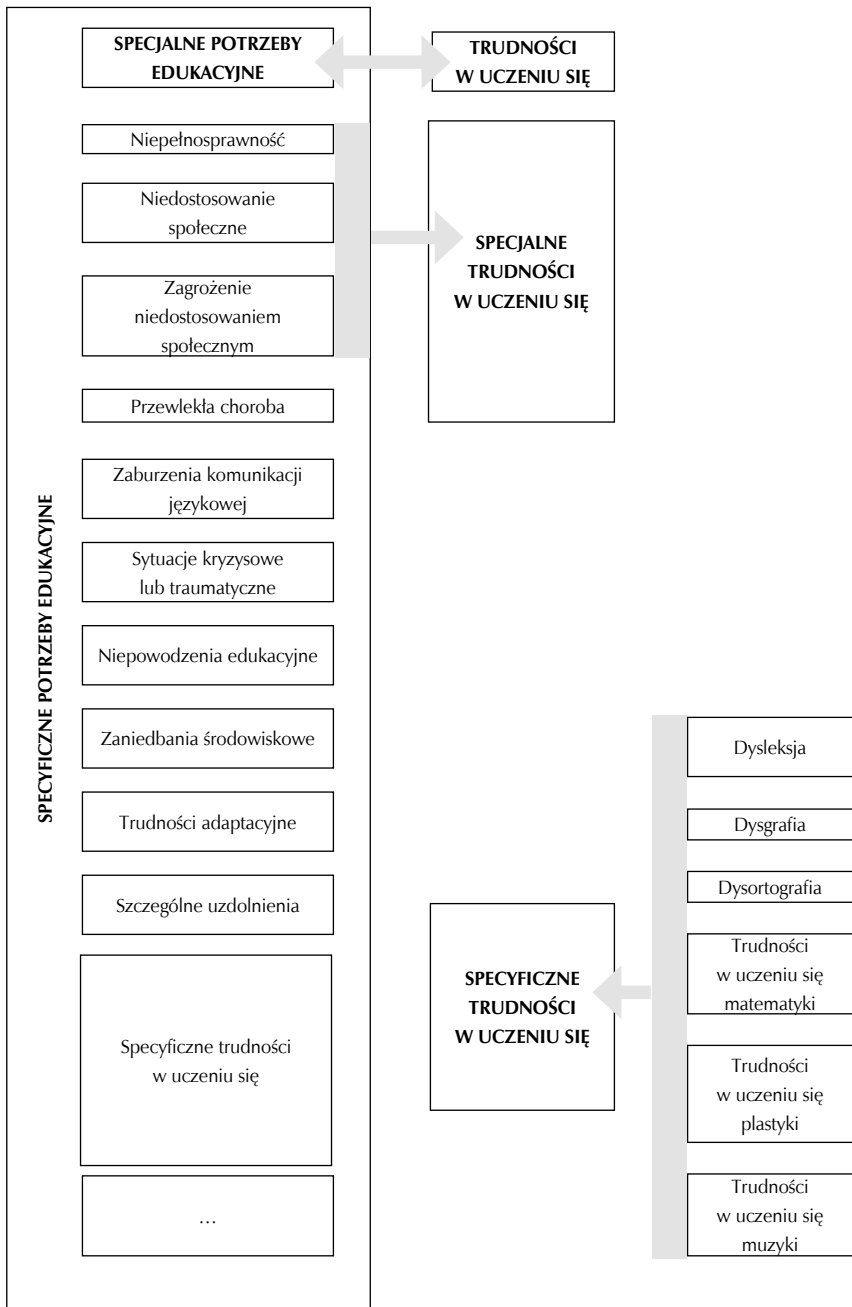 SPECJALNE POTRZEBY
EDUKACYJNE
TRUDNOŚCI
W UCZENIU SIĘ
SPECYFICZNE POTRZEBY EDUKACYJNE
Niepełnosprawność
Niedostosowanie
społeczne
Zagrożenie
niedostosowaniem
społecznym
SPECJALNE
TRUDNOŚCI
W UCZENIU SIĘ
Przewlekła choroba
Zaburzenia komunikacji
językowej
Sytuacje kryzysowe
lub traumatyczne
Niepowodzenia edukacyjne
Zaniedbania środowiskowe
Trudności adaptacyjne
Szczególne uzdolnienia
Specyficzne trudności
w uczeniu się
…
SPECYFICZNE
TRUDNOŚCI
W UCZENIU SIĘ
Dysleksja
Dysgrafia
Dysortografia
Trudności
w uczeniu się
matematyki
Trudności
w uczeniu się
plastyki
Trudności
w uczeniu się
muzyki